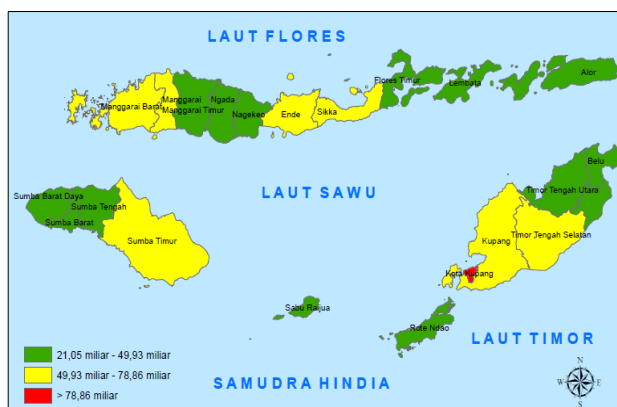 LAUT FLORES
Flores Timur
Lembata
Alor
Manggarai Barat
Manggarai
Manggarai Timur
Ngada
Nagekeo
Ende
Sikka
Belu
Timor Tengah Utara
LAUT SAWU
Sumba Barat Daya
Sumba Tengah
Sumba Barat
Sumba Timur
Kupang
Timor Tengah Selatan
Kota Kupang
Sabu Raijua
Rote Ndao
LAUT TIMOR
21,05 miliar - 49,93 miliar
49,93 miliar - 78,86 miliar
> 78,86 miliar
SAMUDRA HINDIA
N
W
E
S